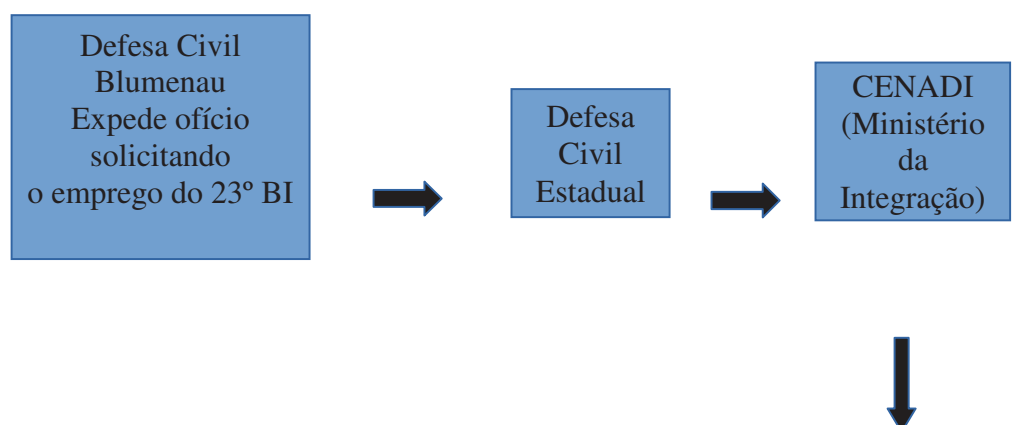 Defesa Civil
Blumenau
Expede ofício
solicitando
o emprego do 23º BI
Defesa
Civil
Estadual
CENADI
(Ministério
da
Integração)